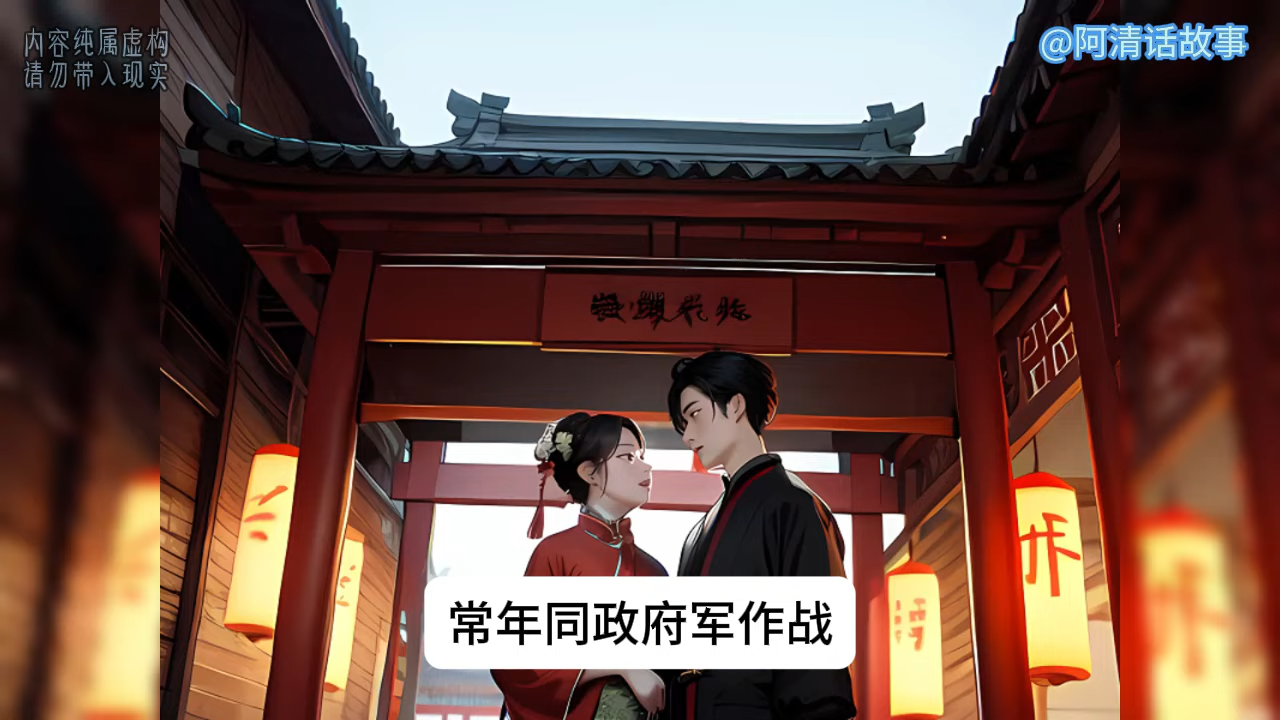 内容纯属虚构
请勿带入现实
@阿清话故事
常年同政府军作战